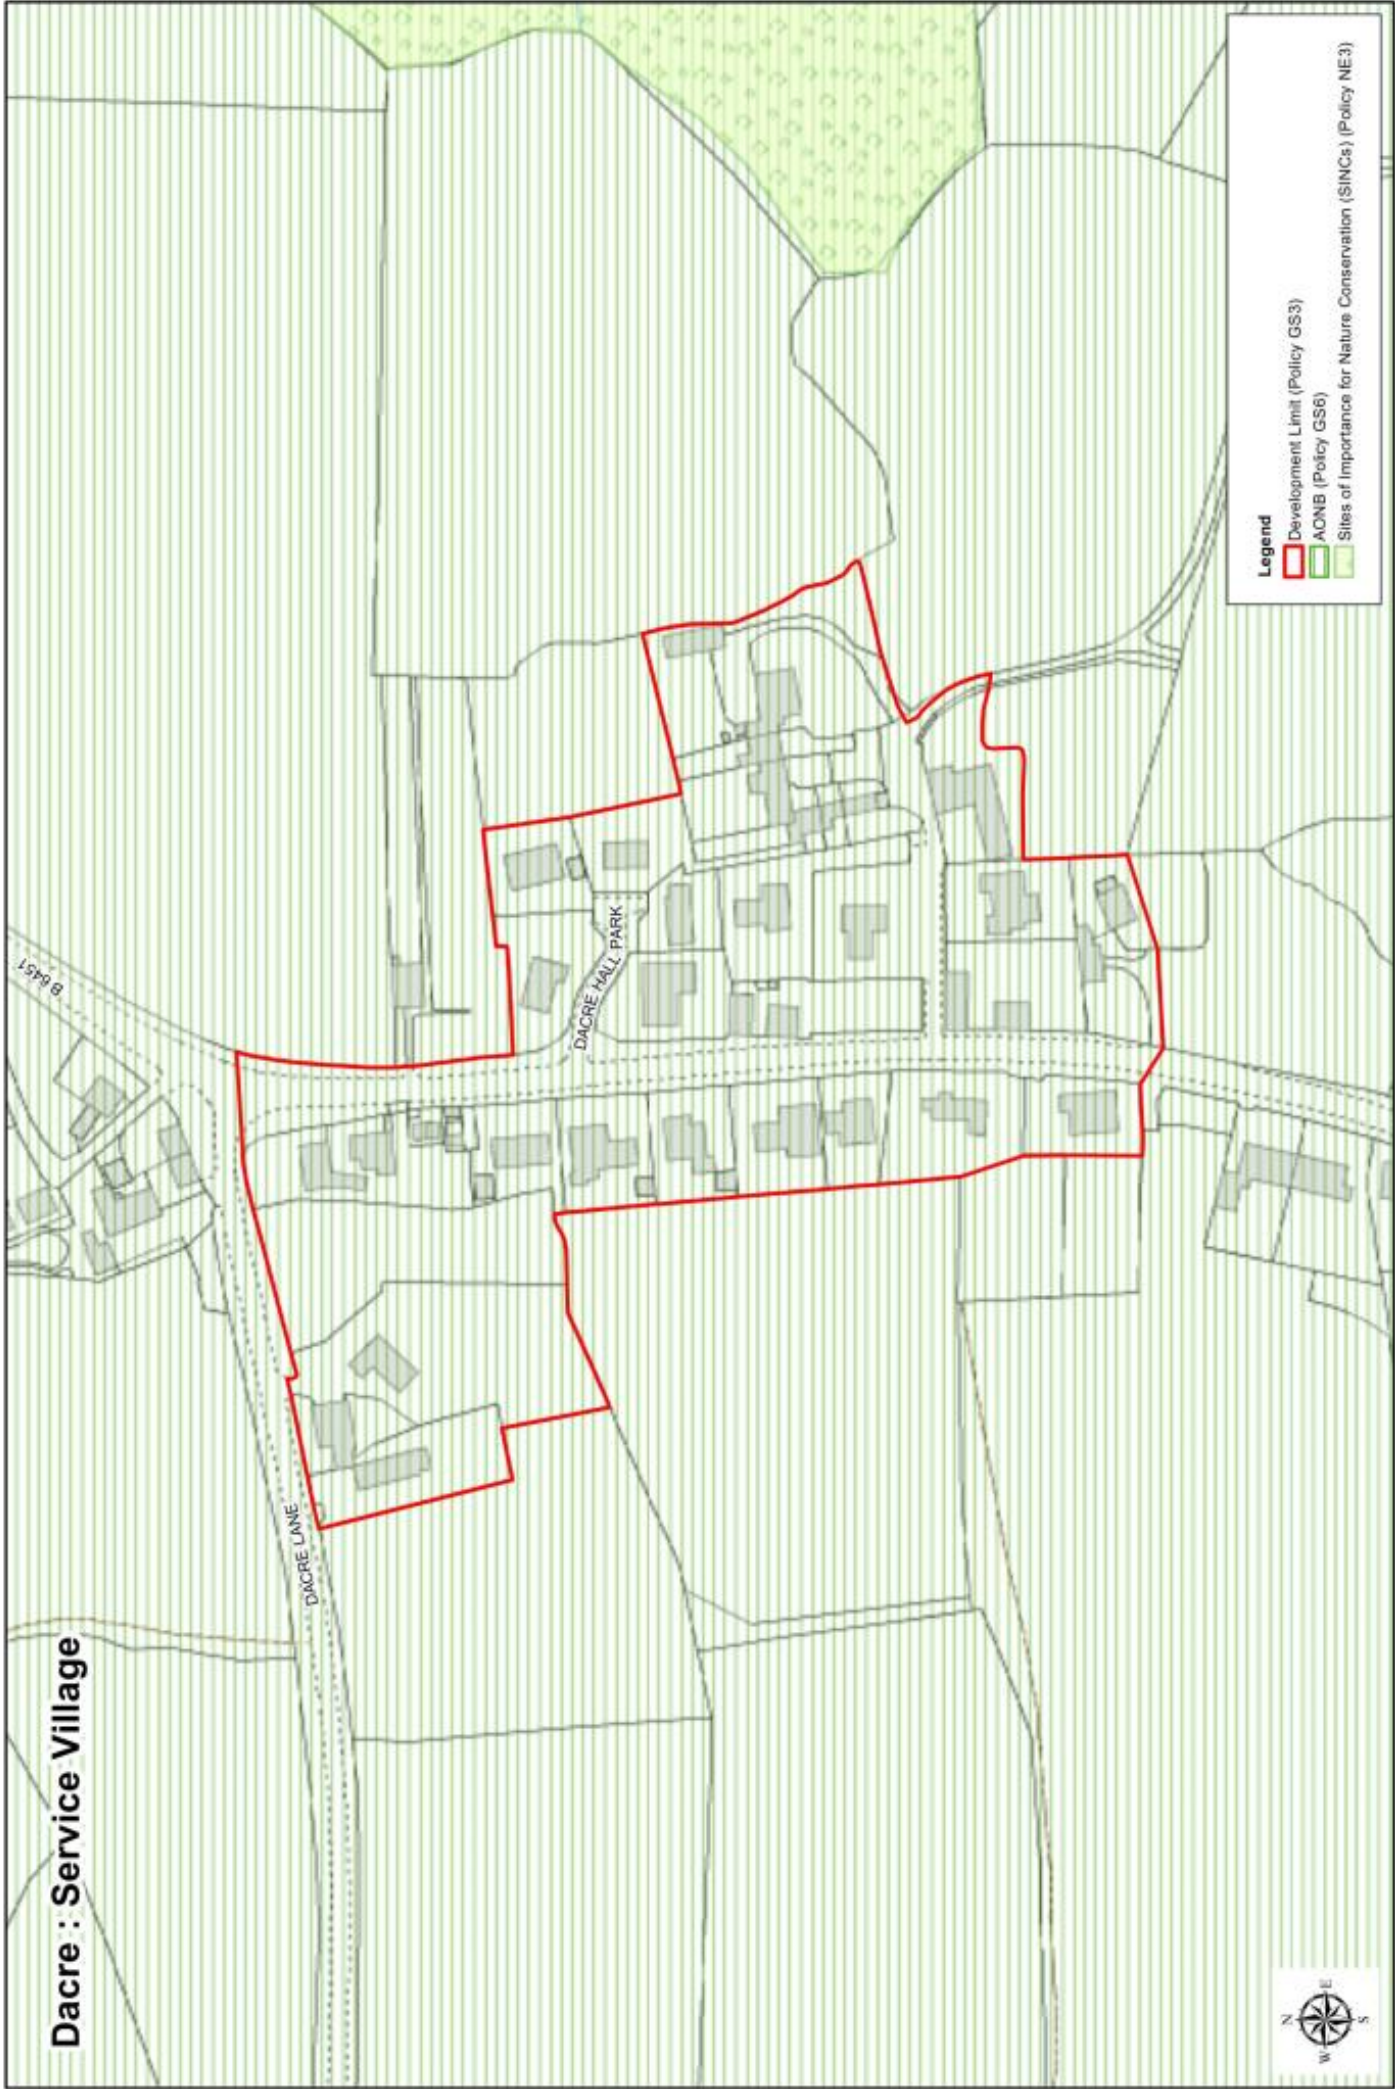 Dacre : Service Village
B 6451
DACRE LANE
DACRE HALL PARK
Legend
Development Limit (Policy GS3)
AONB (Policy GS6)
Sites of Importance for Nature Conservation (SINCs) (Policy NE3)
N
W E
S